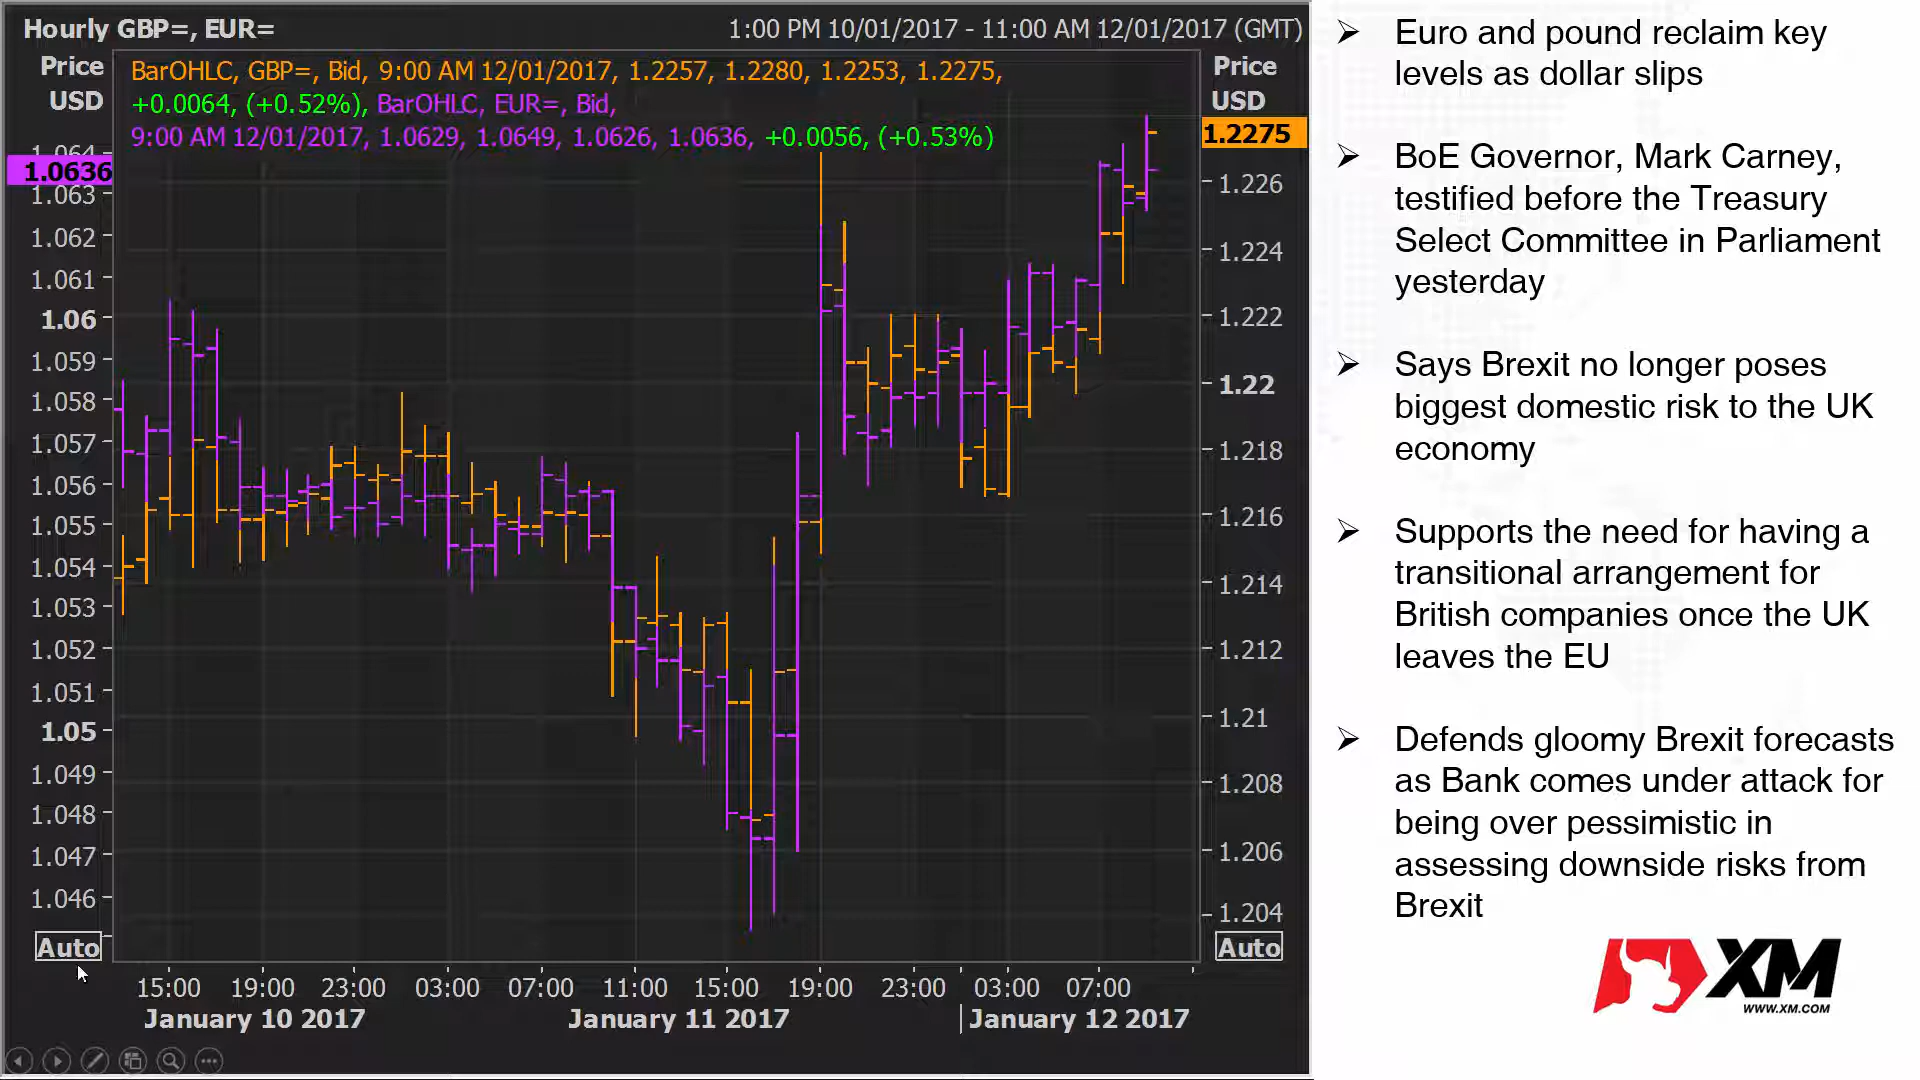 Hourly GBP=, EUR=
1:00 PM 10/01/2017 - 11:00 AM 12/01/2017 (GMT)
Price
USD
BarOHLC, GBP=, Bid, 9:00 AM 12/01/2017, 1.2257, 1.2280, 1.2253, 1.2275,
+0.0064, (+0.52%), BarOHLC, EUR=, Bid,
9:00 AM 12/01/2017, 1.0629, 1.0649, 1.0626, 1.0636, +0.0056, (+0.53%)
Price
USD
1.064
1.0636
1.063
1.062
1.061
1.06
1.059
1.058
1.057
1.056
1.055
1.054
1.053
1.052
1.051
1.05
1.049
1.048
1.047
1.046
Auto
1.2275
1.226
1.224
1.222
1.22
1.218
1.216
1.214
1.212
1.21
1.208
1.206
1.204
Auto
15:00 19:00 23:00 03:00 07:00 11:00 15:00 19:00 23:00 03:00 07:00
January 10 2017 January 11 2017 January 12 2017
Euro and pound reclaim key
levels as dollar slips
BoE Governor, Mark Carney,
testified before the Treasury
Select Committee in Parliament
yesterday
Says Brexit no longer poses
biggest domestic risk to the UK
economy
Supports the need for having a
transitional arrangement for
British companies once the UK
leaves the EU
Defends gloomy Brexit forecasts
as Bank comes under attack for
being over pessimistic in
assessing downside risks from
Brexit
XM
WWW.XM.COM